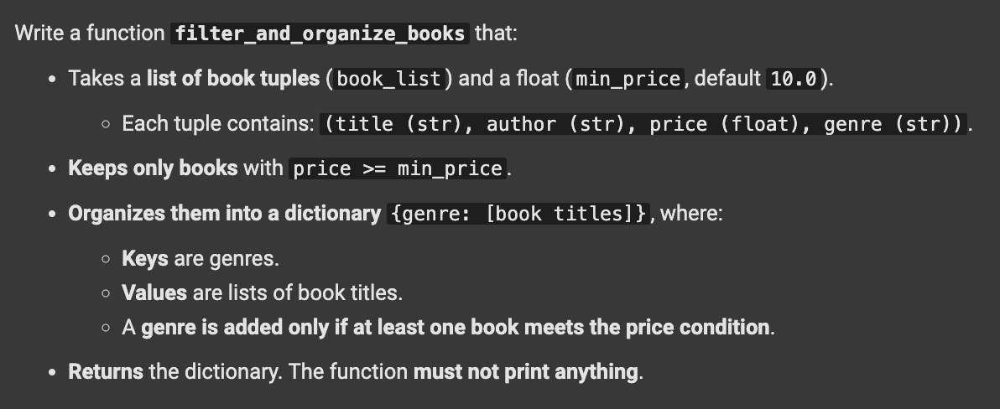 Write a function filter_and_organize_books that:
• Takes a list of book tuples (book_list) and a float (min_price, default 10.0).
○ Each tuple contains: (title (str), author (str), price (float), genre (str)).
• Keeps only books with price >= min_price.
• Organizes them into a dictionary {genre: [book titles]}, where:
○ Keys are genres.
○ Values are lists of book titles.
○ A genre is added only if at least one book meets the price condition.
• Returns the dictionary. The function must not print anything.